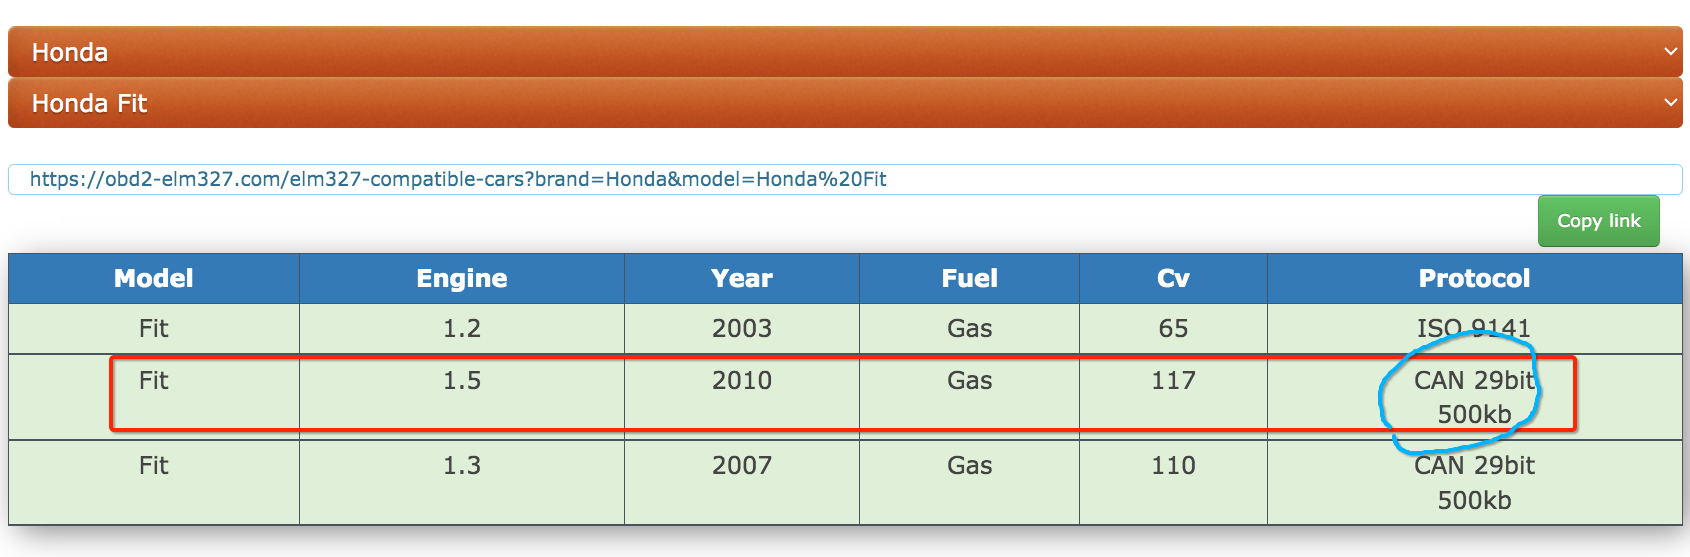 Honda
Honda Fit
https://obd2-elm327.com/elm327-compatible-cars?brand=Honda&model=Honda%20Fit
Copy link
Model Engine Year Fuel Cv Protocol
Fit 1.2 2003 Gas 65 ISO 9141
Fit 1.5 2010 Gas 117 CAN 29bit
500kb
Fit 1.3 2007 Gas 110 CAN 29bit
500kb